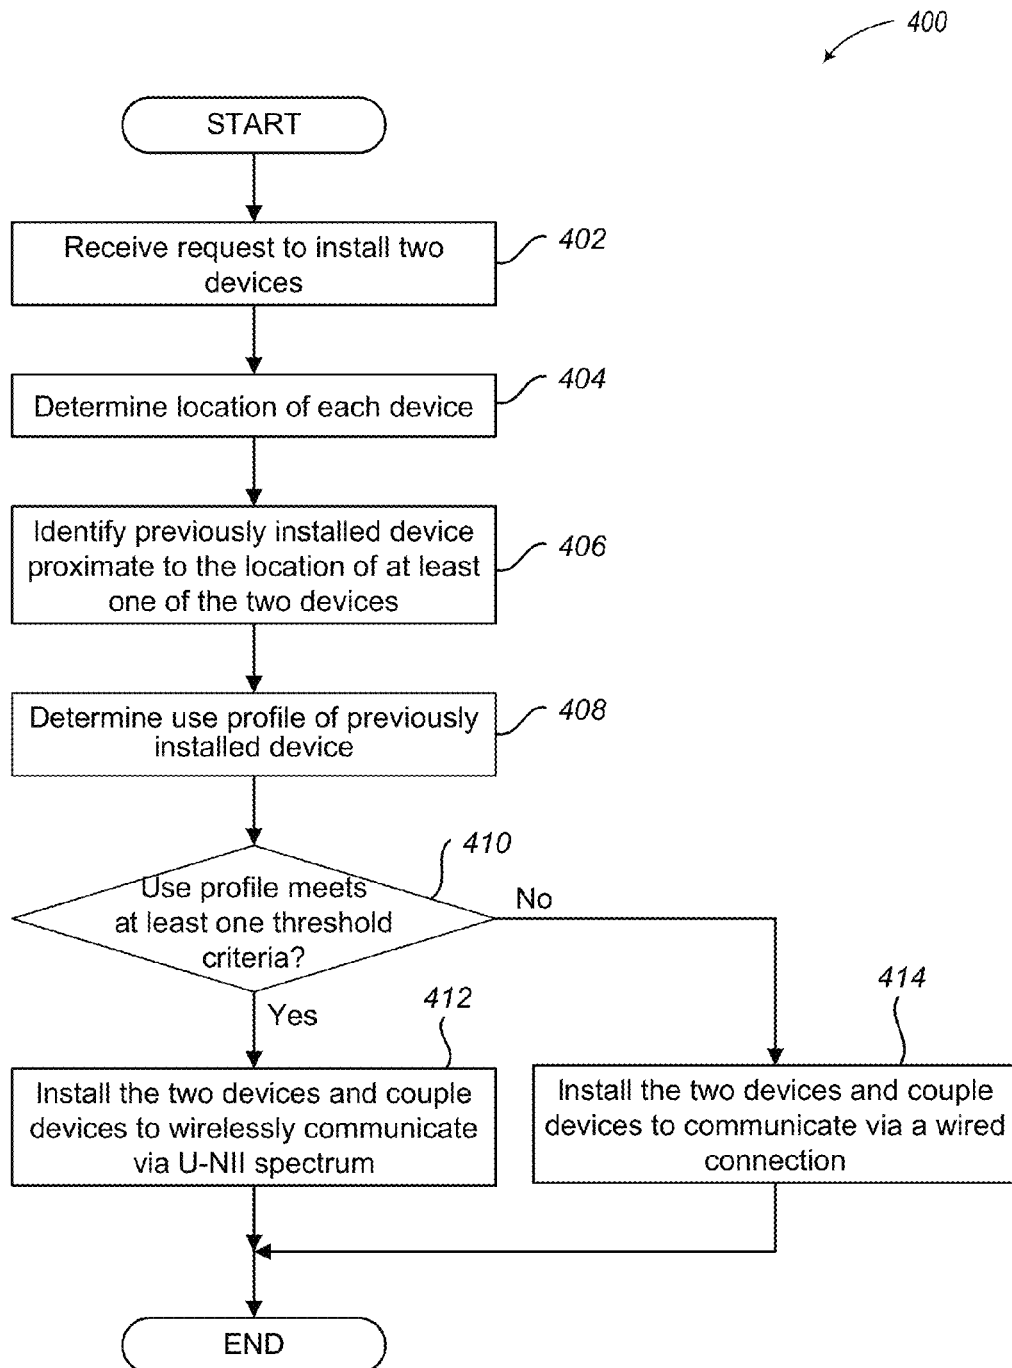 400
START
Receive request to install two
devices
402
Determine location of each device
404
Identify previously installed device
proximate to the location of at least
one of the two devices
406
Determine use profile of previously
installed device
408
Use profile meets
at least one threshold
criteria?
410
No
Yes
412
Install the two devices and couple
devices to wirelessly communicate
via U-NII spectrum
414
Install the two devices and couple
devices to communicate via a wired
connection
END